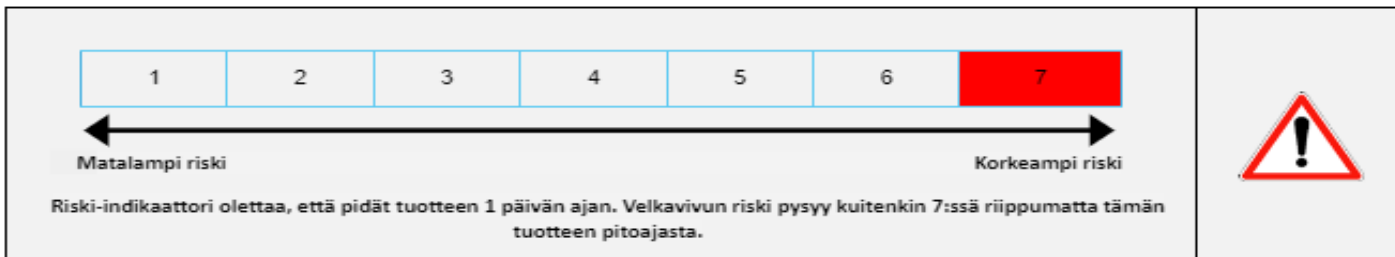 1 2 3 4 5 6 7
Matalampi riski Korkeampi riski
Riski-indikaattori olettaa, että pidät tuotteen 1 päivän ajan. Velkavivun riski pysyy kuitenkin 7:ssä riippumatta tämän
tuotteen pitoajasta.